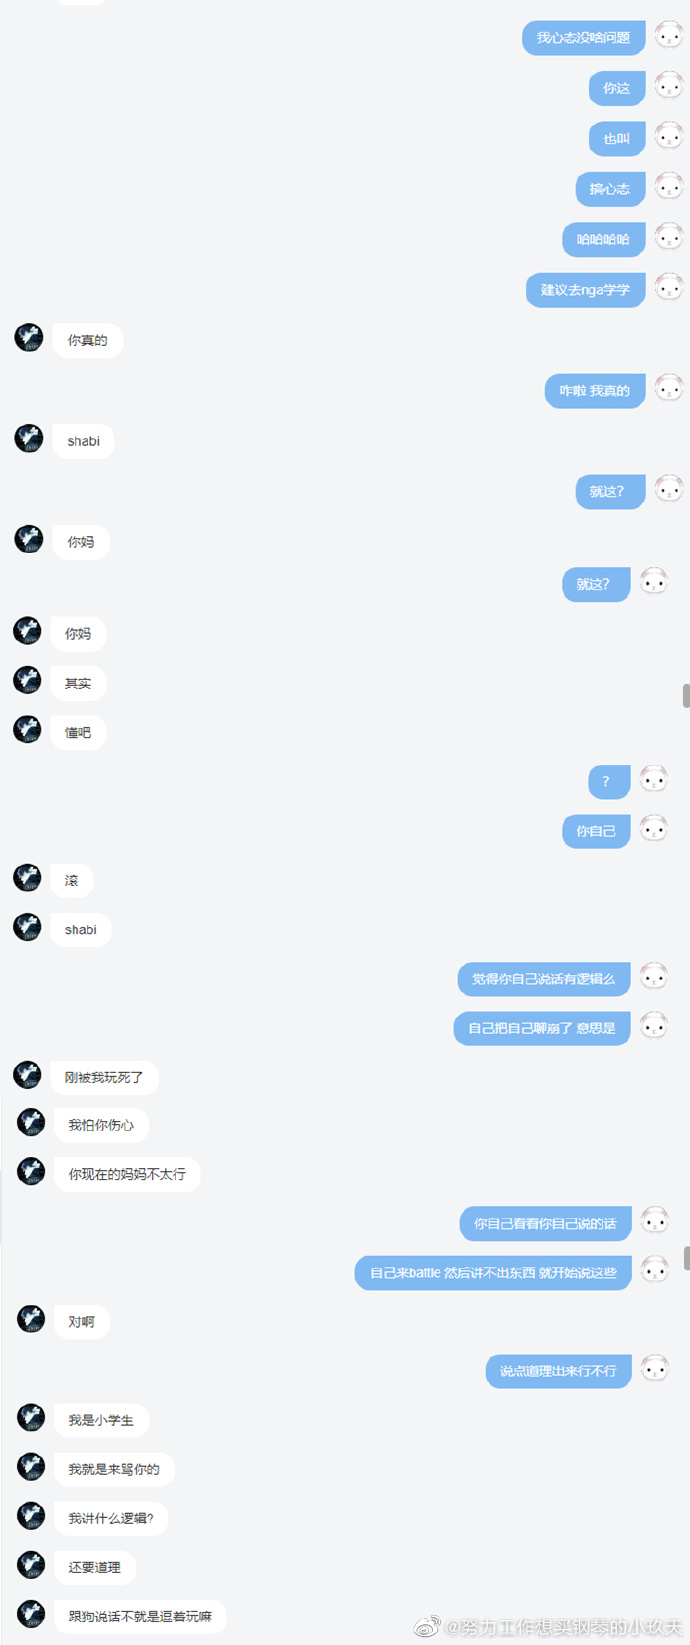 我心态没啥问题
你这
也叫
搞心态
哈哈哈哈
建议去nga学学
你真的
咋啦 我真的
shabi
就这?
你妈
就这?
你妈
其实
懂吧
?
你自己
滚
shabi
觉得你自己说话有逻辑么
自己把自己聊崩了 意思是
刚被我玩死了
我怕你伤心
你现在的妈妈不太行
你自己看看你自己说的话
自己来battle 然后讲不出东西 就开始说这些
对啊
说点道理出来行不行
我是小学生
我就是来骂你的
我讲什么逻辑?
还要道理
跟狗说话不就是逗着玩嘛
@努力工作想买钢琴的小玖天